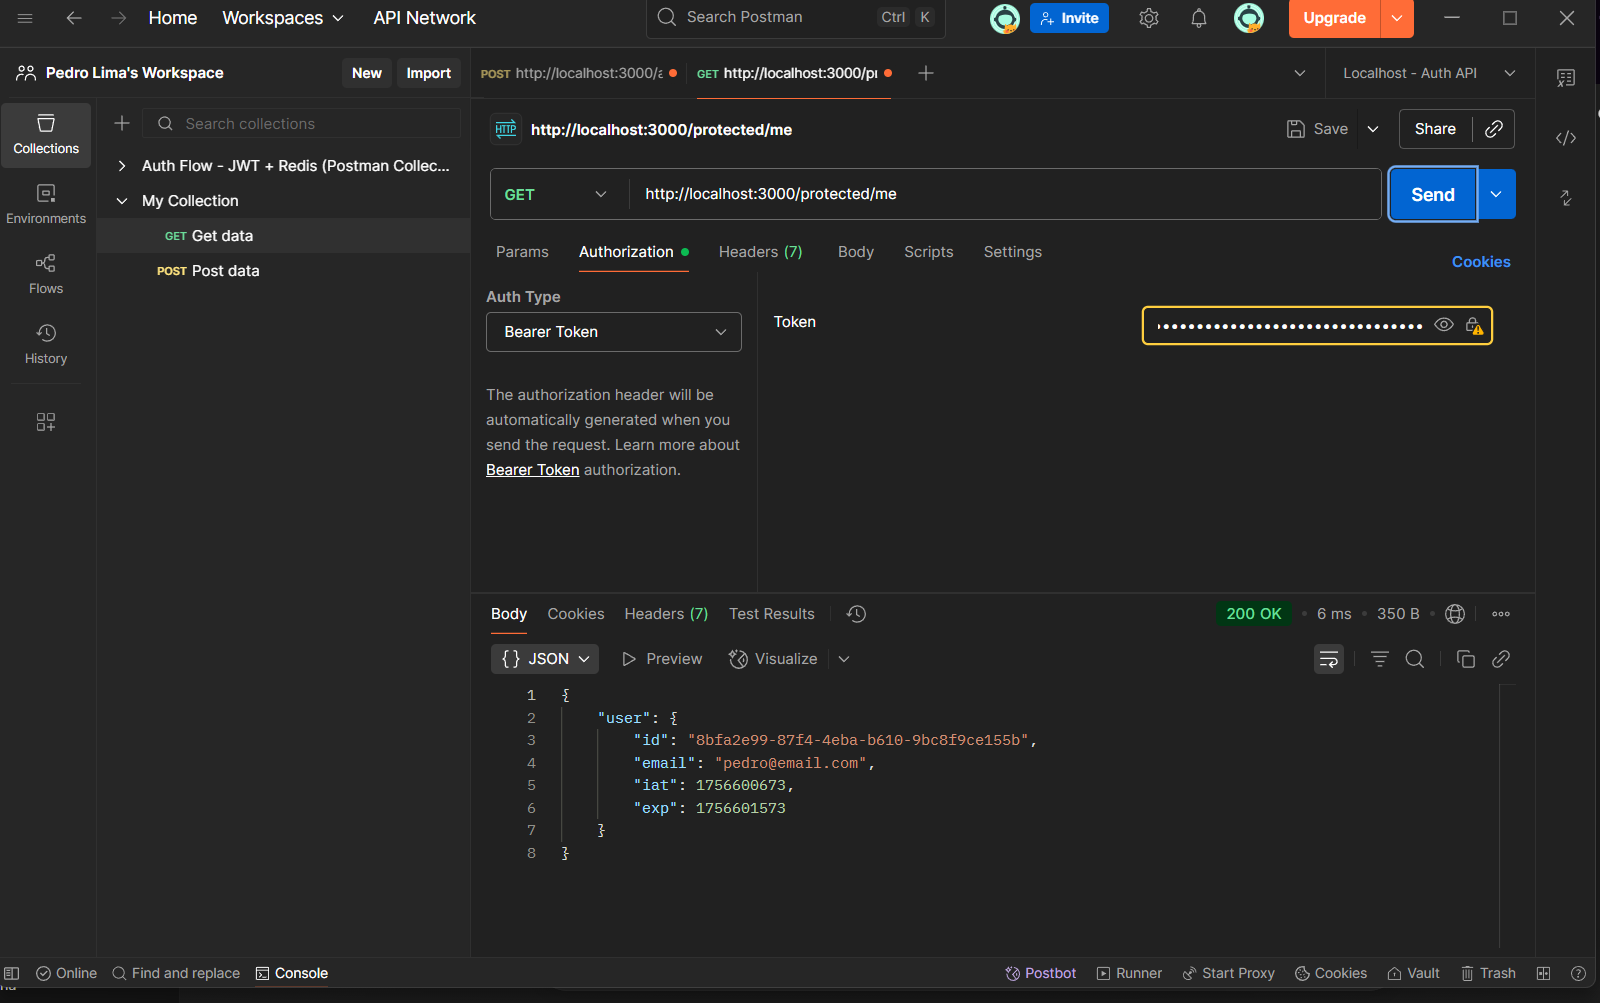 Home Workspaces API Network Search Postman Ctrl K Invite Upgrade
Pedro Lima's Workspace New Import
POST http://localhost:3000/a GET http://localhost:3000/pr Localhost - Auth API
Collections
Environments
Flows
History
Search collections
Auth Flow - JWT + Redis (Postman Collec...
My Collection
GET Get data
POST Post data
HTTP http://localhost:3000/protected/me Save Share
GET http://localhost:3000/protected/me Send
Params Authorization Headers (7) Body Scripts Settings Cookies
Auth Type
Bearer Token
The authorization header will be
automatically generated when you
send the request. Learn more about
Bearer Token authorization.
Token
Body Cookies Headers (7) Test Results 200 OK • 6 ms • 350 B
{} JSON Preview Visualize
1 {
2 "user": {
3 "id": "8bfa2e99-87f4-4eba-b610-9bc8f9ce155b",
4 "email": "pedro@email.com",
5 "iat": 1756600673,
6 "exp": 1756601573
7 }
8 }
Online Find and replace Console Postbot Runner Start Proxy Cookies Vault Trash